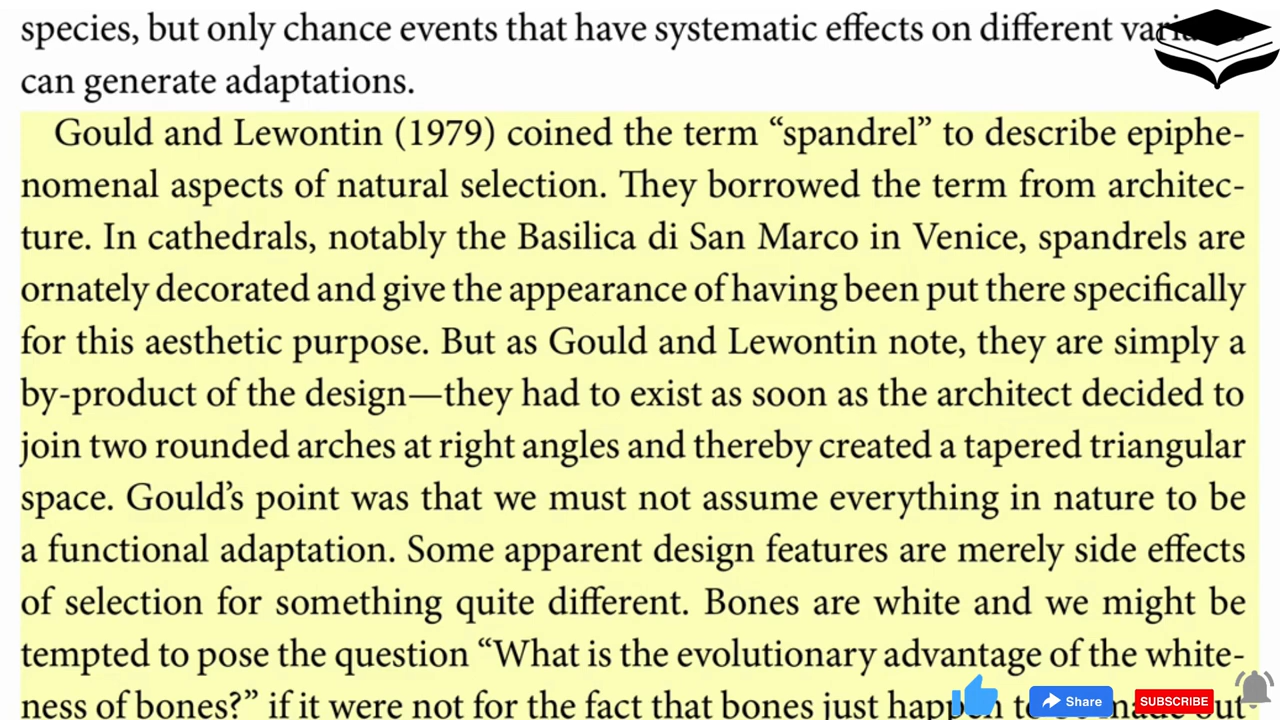 species, but only chance events that have systematic effects on different
can generate adaptations.
Gould and Lewontin (1979) coined the term “spandrel” to describe epiphe-
nomenal aspects of natural selection. They borrowed the term from architec-
ture. In cathedrals, notably the Basilica di San Marco in Venice, spandrels are
ornately decorated and give the appearance of having been put there specifically
for this aesthetic purpose. But as Gould and Lewontin note, they are simply a
by-product of the design—they had to exist as soon as the architect decided to
join two rounded arches at right angles and thereby created a tapered triangular
space. Gould’s point was that we must not assume everything in nature to be
a functional adaptation. Some apparent design features are merely side effects
of selection for something quite different. Bones are white and we might be
tempted to pose the question “What is the evolutionary advantage of the white-
ness of bones?” if it were not for the fact that bones just happen to
Share
SUBSCRIBE